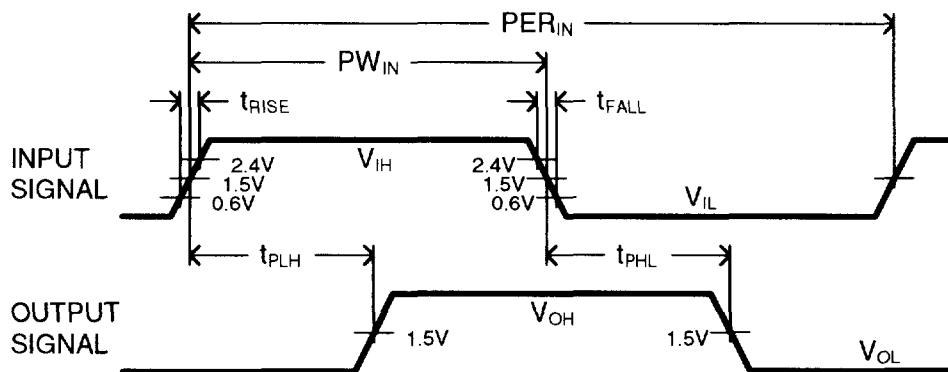 PER_IN
PW_IN
t_RISE
t_FALL
INPUT
SIGNAL
2.4V
1.5V
0.6V
V_IH
2.4V
1.5V
0.6V
V_IL
t_PLH
t_PHL
OUTPUT
SIGNAL
1.5V
V_OH
1.5V
V_OL